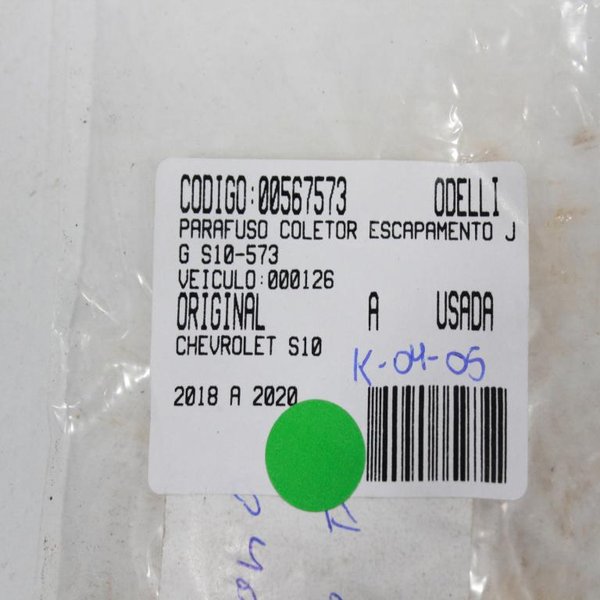 CODIGO:00567573 ODELLI
PARAFUSO COLETOR ESCAPAMENTO J
G S10-573
VEICULO:000126
ORIGINAL A USADA
CHEVROLET S10
K-04-05
2018 A 2020